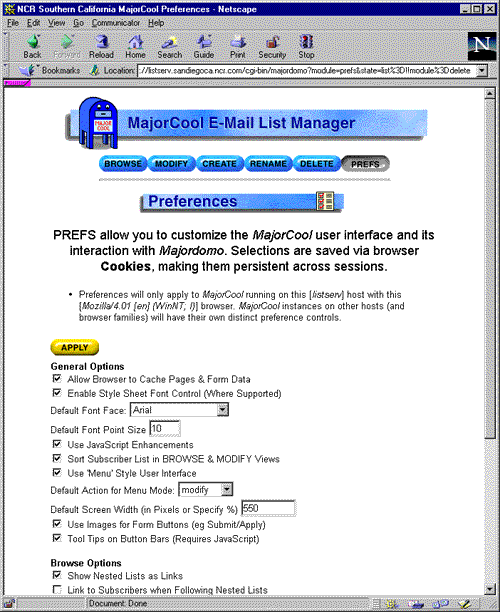 NCR Southern California MajorCool Preferences - Netscape
File Edit View Go Communicator Help
Back Forward Reload Home Search Guide Print Security Stop
N
Bookmarks Location: ://listserv.sandiegoca.ncr.com/cgi-bin/majordomo?module=prefs&state=list%3D!!module%3Ddelete
MAJOR COOL
MajorCool E-Mail List Manager
BROWSE MODIFY CREATE RENAME DELETE PREFS
Preferences
PREFS allow you to customize the MajorCool user interface and its
interaction with Majordomo. Selections are saved via browser
Cookies, making them persistent across sessions.
• Preferences will only apply to MajorCool running on this [listserv] host with this
[Mozilla/4.01 [en] (WinNT; I)] browser. MajorCool instances on other hosts (and
browser families) will have their own distinct preference controls.
APPLY
General Options
Allow Browser to Cache Pages & Form Data
Enable Style Sheet Font Control (Where Supported)
Default Font Face: Arial
Default Font Point Size 10
Use JavaScript Enhancements
Sort Subscriber List in BROWSE & MODIFY Views
Use 'Menu' Style User Interface
Default Action for Menu Mode: modify
Default Screen Width (in Pixels or Specify %) 550
Use Images for Form Buttons (eg Submit/Apply)
Tool Tips on Button Bars (Requires JavaScript)
Browse Options
Show Nested Lists as Links
Link to Subscribers when Following Nested Lists
Document: Done